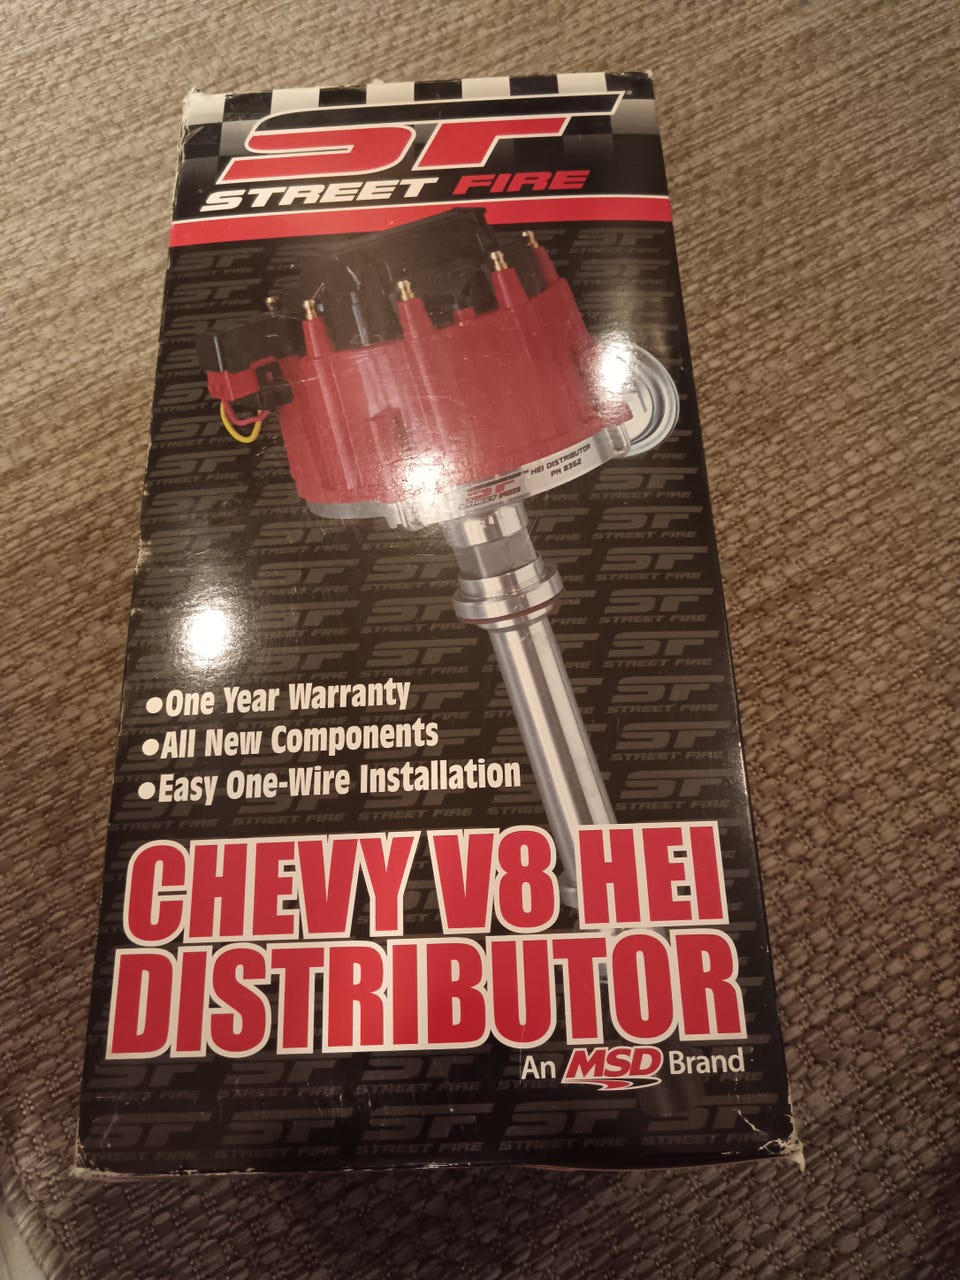 SF
STREET FIRE
HEI DISTRIBUTOR
PN 8362
•One Year Warranty
•All New Components
•Easy One-Wire Installation
CHEVY V8 HEI
DISTRIBUTOR
An MSD Brand